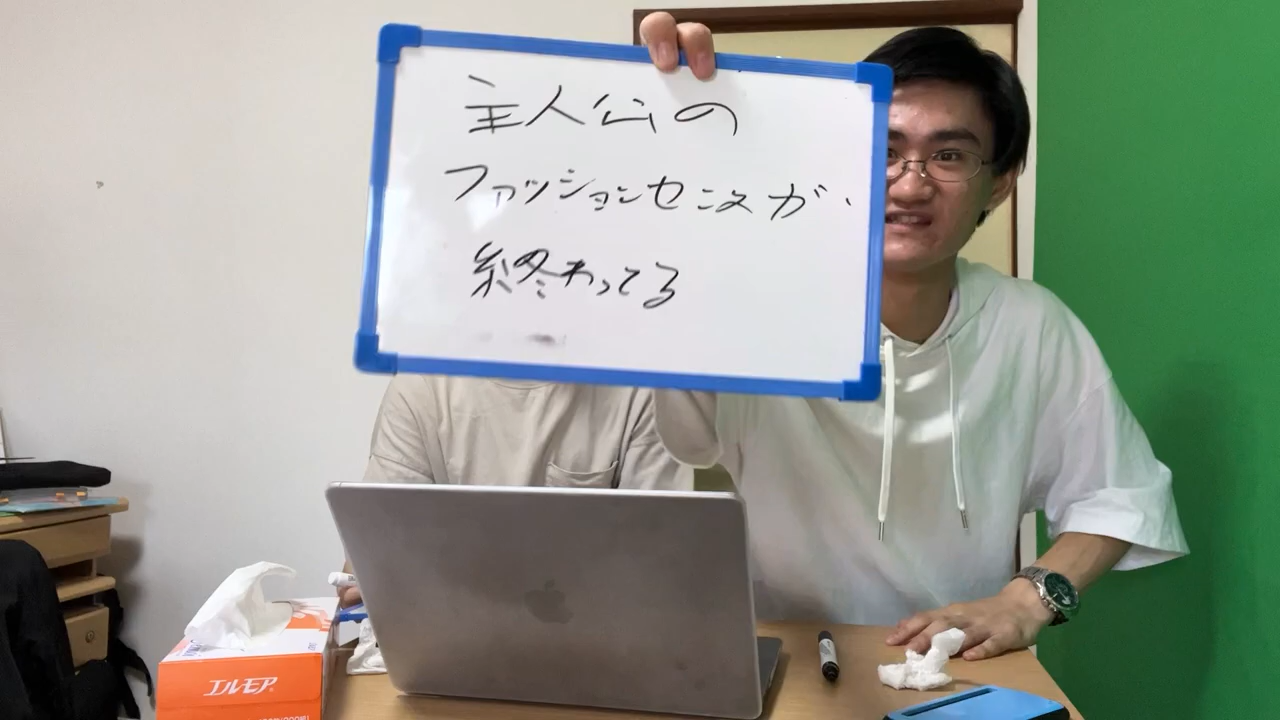 主人公の
ファッションセンスが
終わってる
エルモア